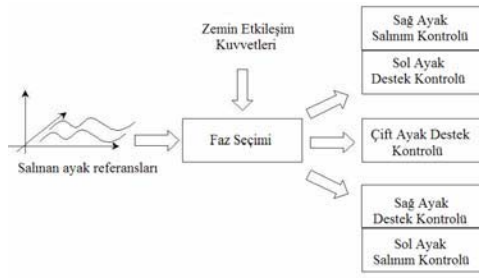 Zemin Etkileşim
Kuvvetleri
Salınan ayak referansları
Faz Seçimi
Sağ Ayak
Salınım Kontrolü
Sol Ayak
Destek Kontrolü
Çift Ayak Destek
Kontrolü
Sağ Ayak
Destek Kontrolü
Sol Ayak
Salınım Kontrolü